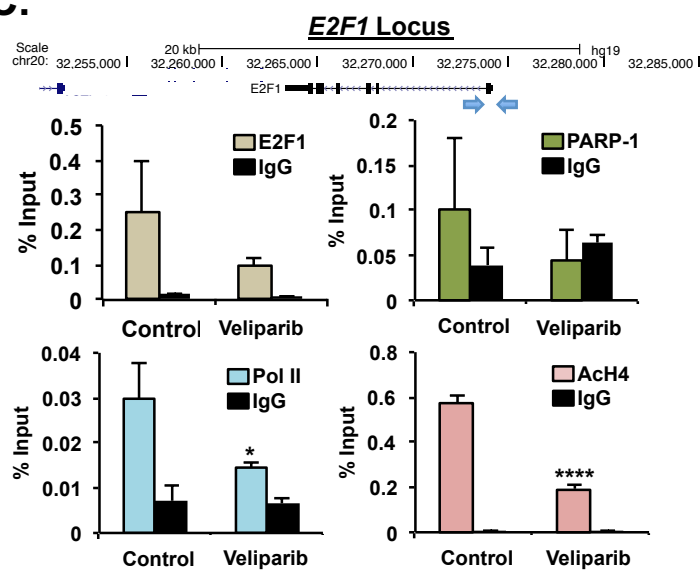 C.
E2F1 Locus
Scale 20 kb hg19
chr20: 32,255,000 32,260,000 32,265,000 32,270,000 32,275,000 32,280,000 32,285,000
E2F1
0.5
0.4
0.3
0.2
0.1
0
% Input
E2F1
IgG
Control Veliparib
0.2
0.15
0.1
0.05
0
% Input
PARP-1
IgG
Control Veliparib
0.04
0.03
0.02
0.01
0
% Input
Pol II
IgG
*
Control Veliparib
0.8
0.6
0.4
0.2
0
% Input
AcH4
IgG
****
Control Veliparib